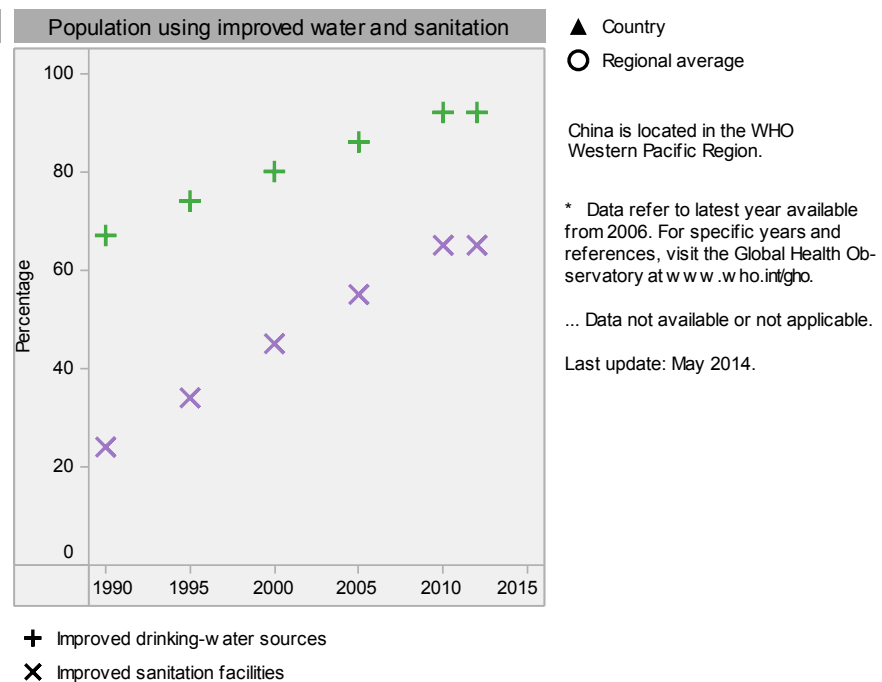 Population using improved water and sanitation
Percentage
100
80
60
40
20
0
1990 1995 2000 2005 2010 2015
+ Improved drinking-water sources
× Improved sanitation facilities
▲ Country
○ Regional average
China is located in the WHO
Western Pacific Region.
* Data refer to latest year available
from 2006. For specific years and
references, visit the Global Health Ob-
servatory at www.who.int/gho.
... Data not available or not applicable.
Last update: May 2014.